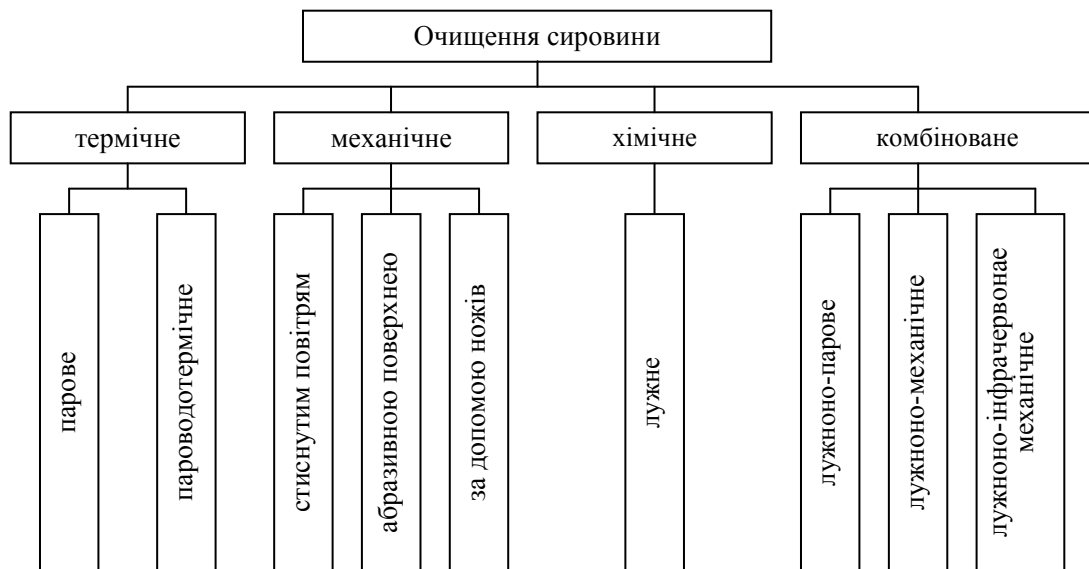 Очищення сировини
термічне
механічне
хімічне
комбіноване
парове
пароводотермічне
стиснутим повітрям
абразивною поверхнею
за допомою ножів
лужне
лужноно-парове
лужноно-механічне
лужноно-інфрачервонае
механічне